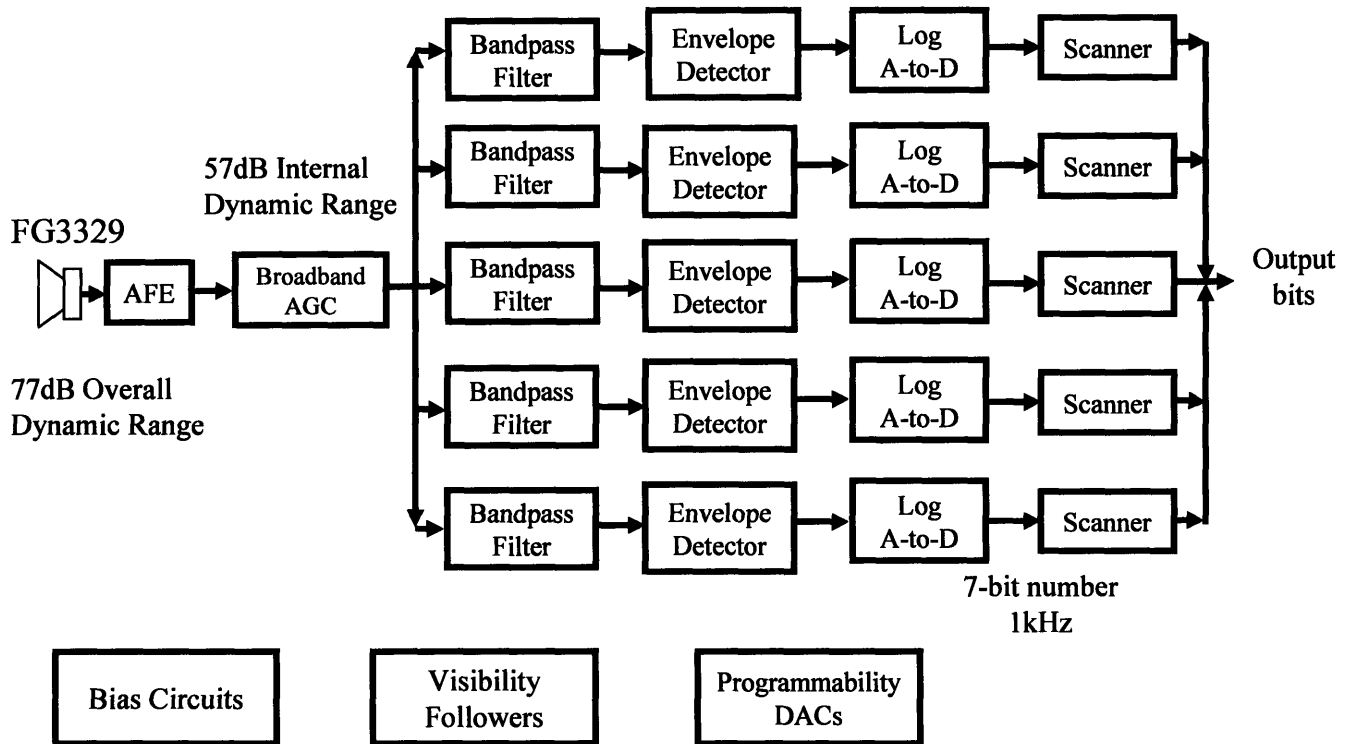 Bandpass
Filter
Envelope
Detector
Log
A-to-D
Scanner
57dB Internal
Dynamic Range
Bandpass
Filter
Envelope
Detector
Log
A-to-D
Scanner
FG3329
AFE
Broadband
AGC
Bandpass
Filter
Envelope
Detector
Log
A-to-D
Scanner
Output
bits
77dB Overall
Dynamic Range
Bandpass
Filter
Envelope
Detector
Log
A-to-D
Scanner
Bandpass
Filter
Envelope
Detector
Log
A-to-D
Scanner
7-bit number
1kHz
Bias Circuits
Visibility
Followers
Programmability
DACs